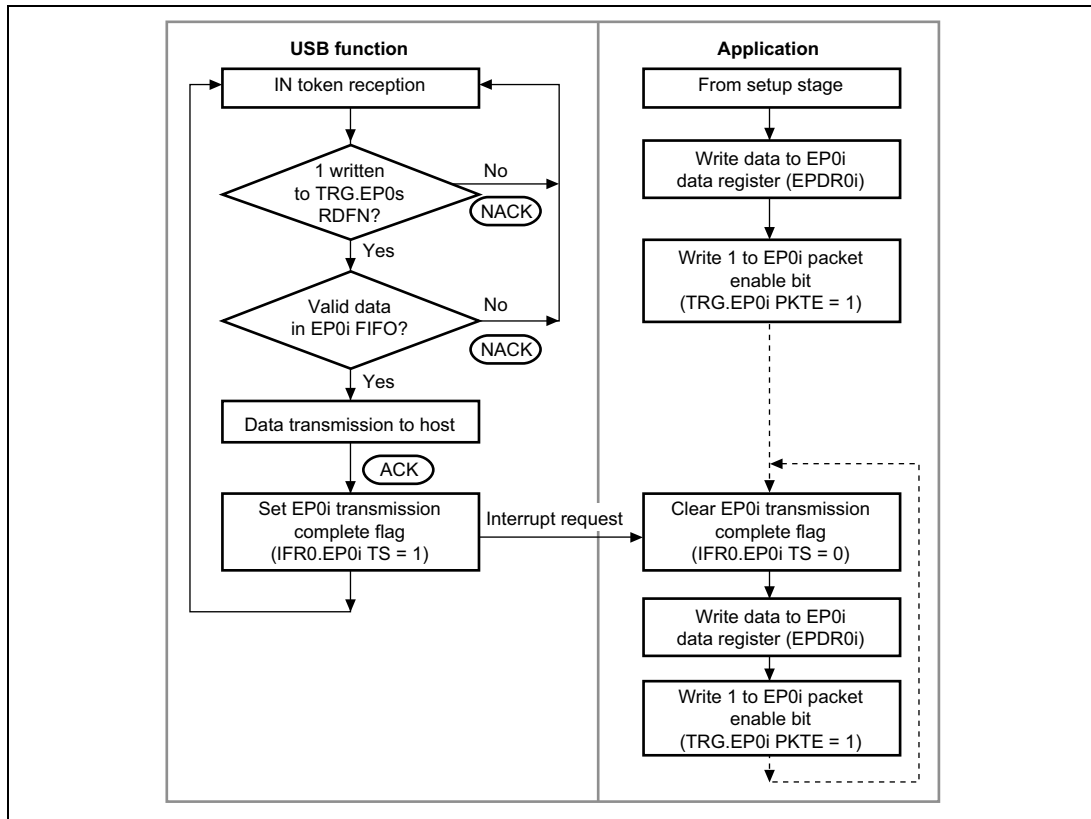 USB function
IN token reception
1 written
to TRG.EP0s
RDFN?
No
NACK
Yes
Valid data
in EP0i FIFO?
No
NACK
Yes
Data transmission to host
ACK
Set EP0i transmission
complete flag
(IFR0.EP0i TS = 1)
Interrupt request
Application
From setup stage
Write data to EP0i
data register (EPDR0i)
Write 1 to EP0i packet
enable bit
(TRG.EP0i PKTE = 1)
Clear EP0i transmission
complete flag
(IFR0.EP0i TS = 0)
Write data to EP0i
data register (EPDR0i)
Write 1 to EP0i packet
enable bit
(TRG.EP0i PKTE = 1)